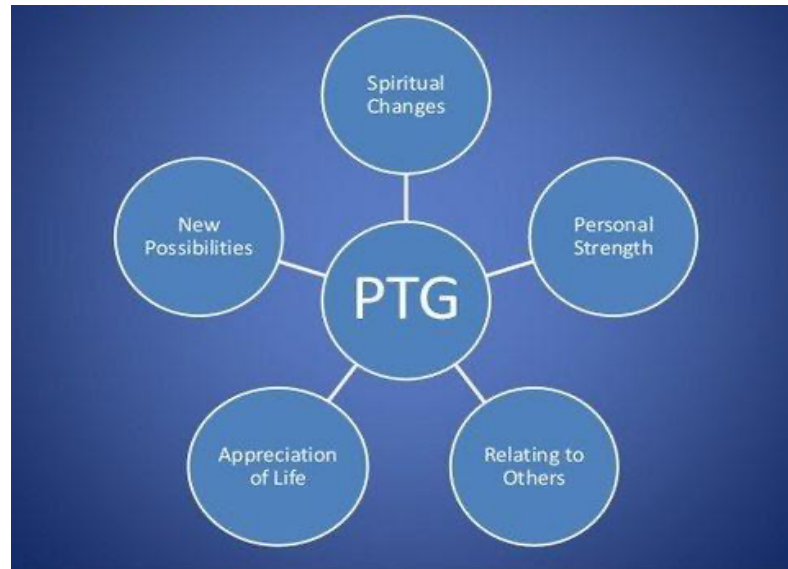 Spiritual
Changes
New
Possibilities
Personal
Strength
PTG
Appreciation
of Life
Relating to
Others